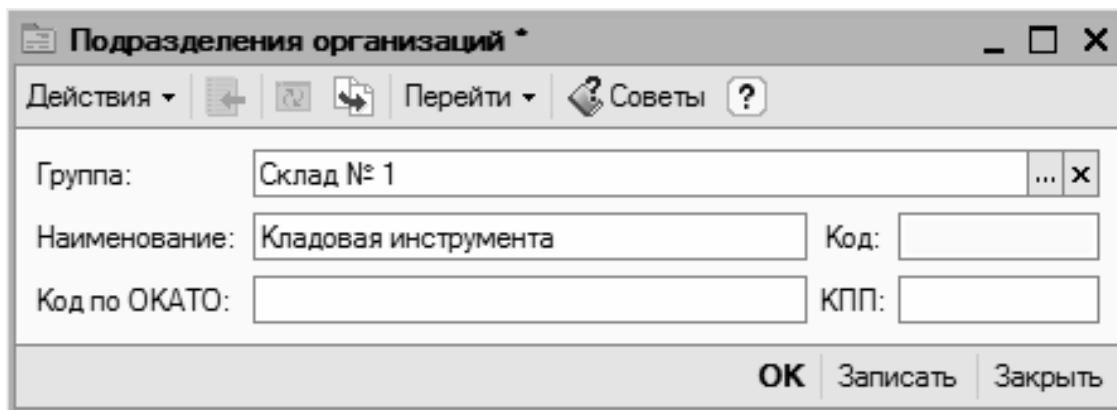 Подразделения организаций *
Действия Перейти Советы ?
Группа: Склад № 1 ... x
Наименование: Кладовая инструмента Код:
Код по ОКАТО: КПП:
OK Записать Закрыть